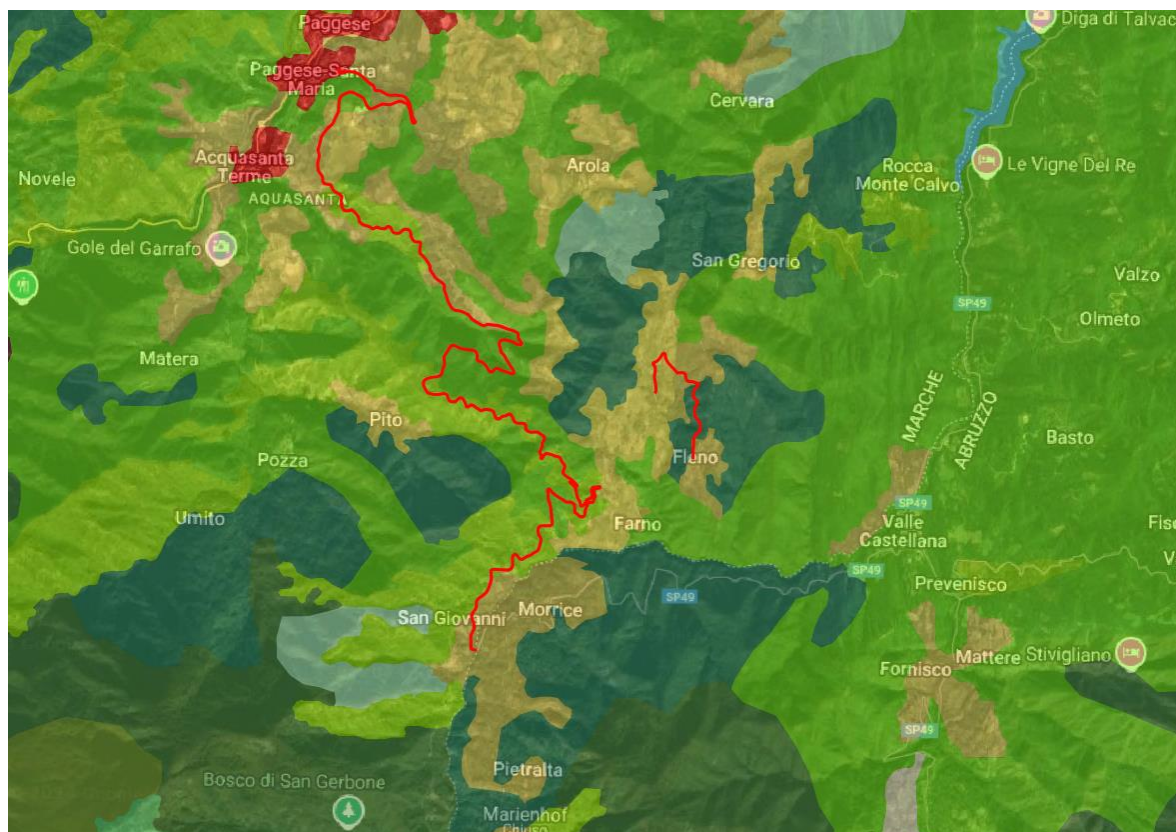 Paggese
Diga di Talvac
Paggese-Santa
Maria
Cervara
Acquasanta
Terme
Arola
Rocca
Monte Calvo
Le Vigne Del Re
Novele
AQUASANTA
Gole del Garrafo
San Gregorio
Valzo
SP49
Olmeto
Matera
MARCHE
ABRUZZO
Pito
Basto
Pozza
Fleno
Umito
Farno
Valle
Castellana
Fis
V
SP49
Prevenisco
SP49
San Giovanni
Morrice
Mattere
Stivigliano
Fornisco
SP49
Pietralta
Bosco di San Gerbone
Marienhof